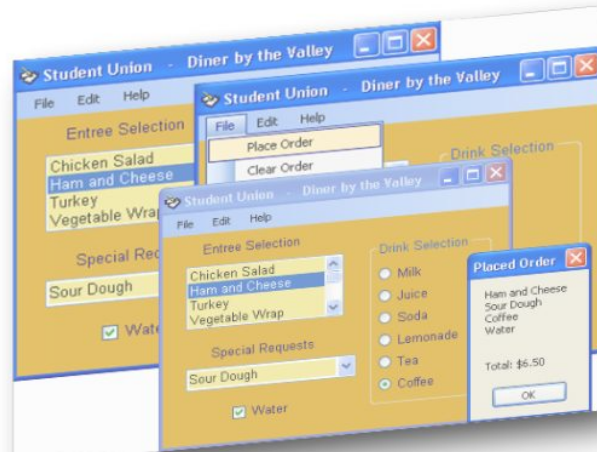 Student Union - Diner by the Valley
File Edit Help
Entree Selection
Chicken Salad
Ham and Cheese
Turkey
Vegetable Wrap
Special
Sour Dough
Student Union - Diner by the Valley
File Edit Help
Place Order
Clear Order
Drink Selection
Student Union - Diner by the Valley
File Edit Help
Entree Selection
Chicken Salad
Ham and Cheese
Turkey
Vegetable Wrap
Special Requests
Sour Dough
Water
Drink Selection
Milk
Juice
Soda
Lemonade
Tea
Coffee
Placed Order
Ham and Cheese
Sour Dough
Coffee
Water
Total: $6.50
OK